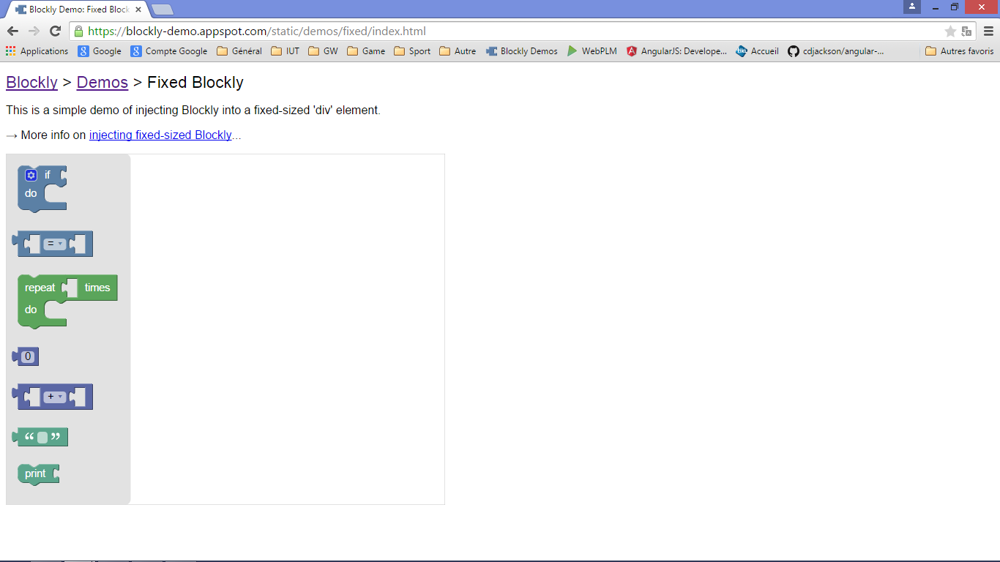 Blockly Demo: Fixed Block
https://blockly-demo.appspot.com/static/demos/fixed/index.html
Applications Google Compte Google Général IUT GW Game Sport Autre Blockly Demos WebPLM AngularJS: Develope... Accueil cdjackson/angular-... Autres favoris
Blockly > Demos > Fixed Blockly
This is a simple demo of injecting Blockly into a fixed-sized 'div' element.
→ More info on injecting fixed-sized Blockly...
if
do
=
repeat times
do
0
+
“ ”
print